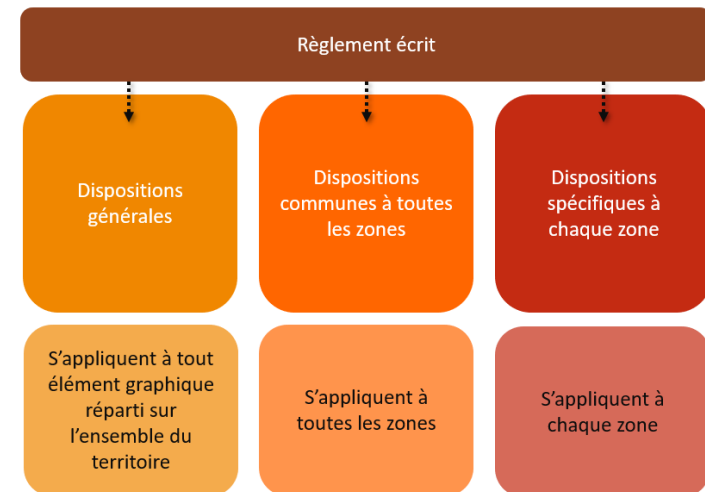 Règlement écrit
Dispositions
générales
Dispositions
communes à toutes
les zones
Dispositions
spécifiques à
chaque zone
S'appliquent à tout
élément graphique
réparti sur
l'ensemble du
territoire
S'appliquent à
toutes les zones
S'appliquent à
chaque zone